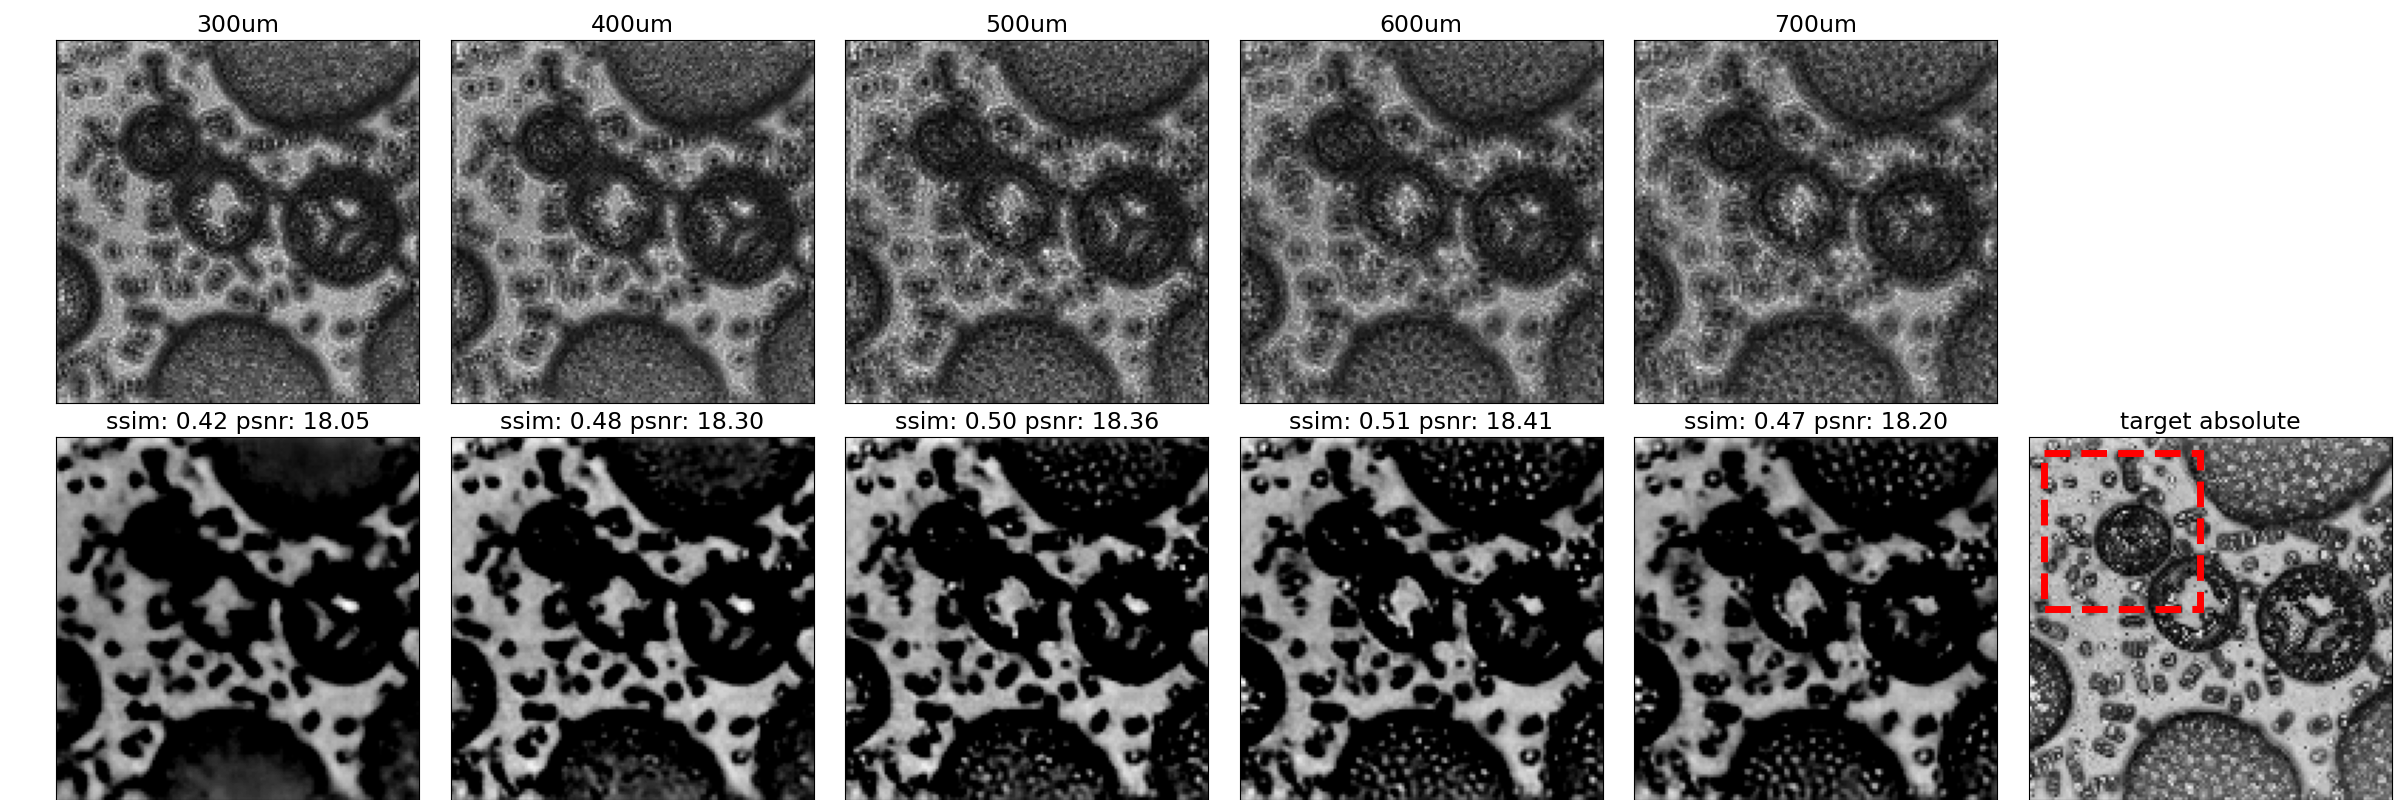 300um
400um
500um
600um
700um
ssim: 0.42 psnr: 18.05
ssim: 0.48 psnr: 18.30
ssim: 0.50 psnr: 18.36
ssim: 0.51 psnr: 18.41
ssim: 0.47 psnr: 18.20
target absolute